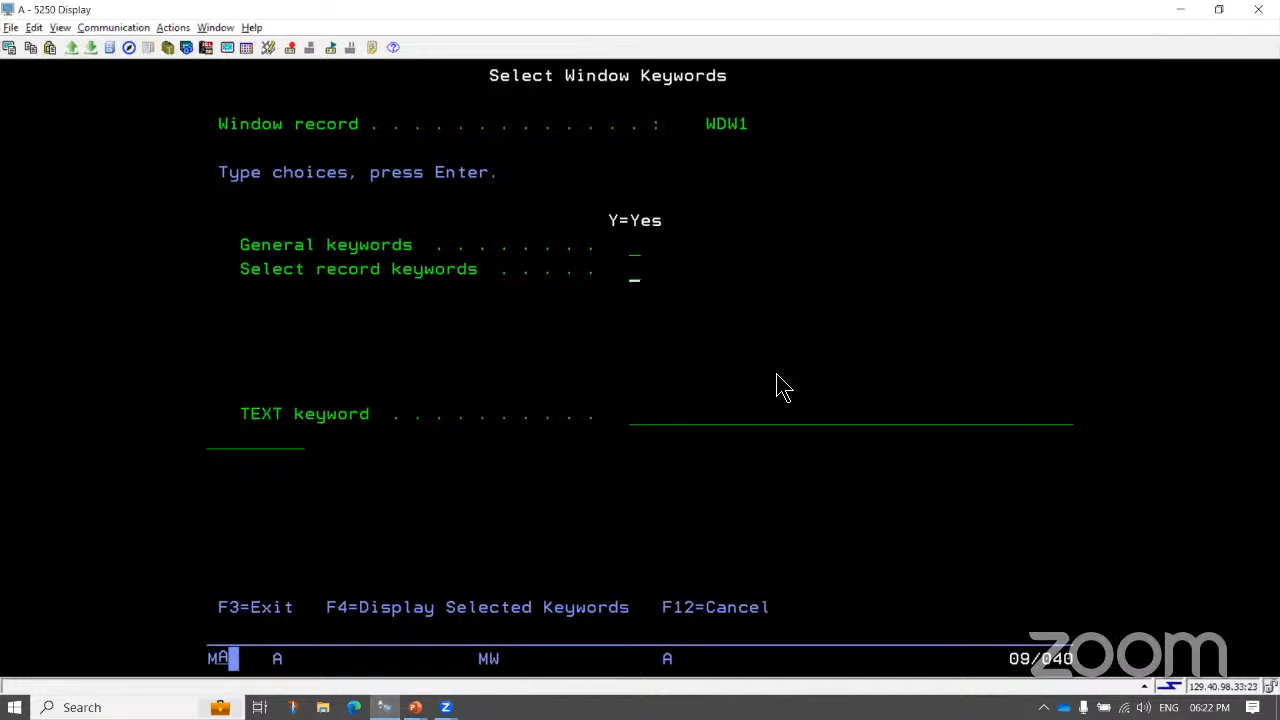 A - 5250 Display
File Edit View Communication Actions Window Help
Select Window Keywords
Window record . . . . . . . . . . . . . . : WDW1
Type choices, press Enter.
Y=Yes
General keywords . . . . . . . . _
Select record keywords . . . . . _
TEXT keyword . . . . . . . . . .
F3=Exit F4=Display Selected Keywords F12=Cancel
MA A MW A 09/040
zoom
129.40.98.33:23
Search ENG 06:22 PM